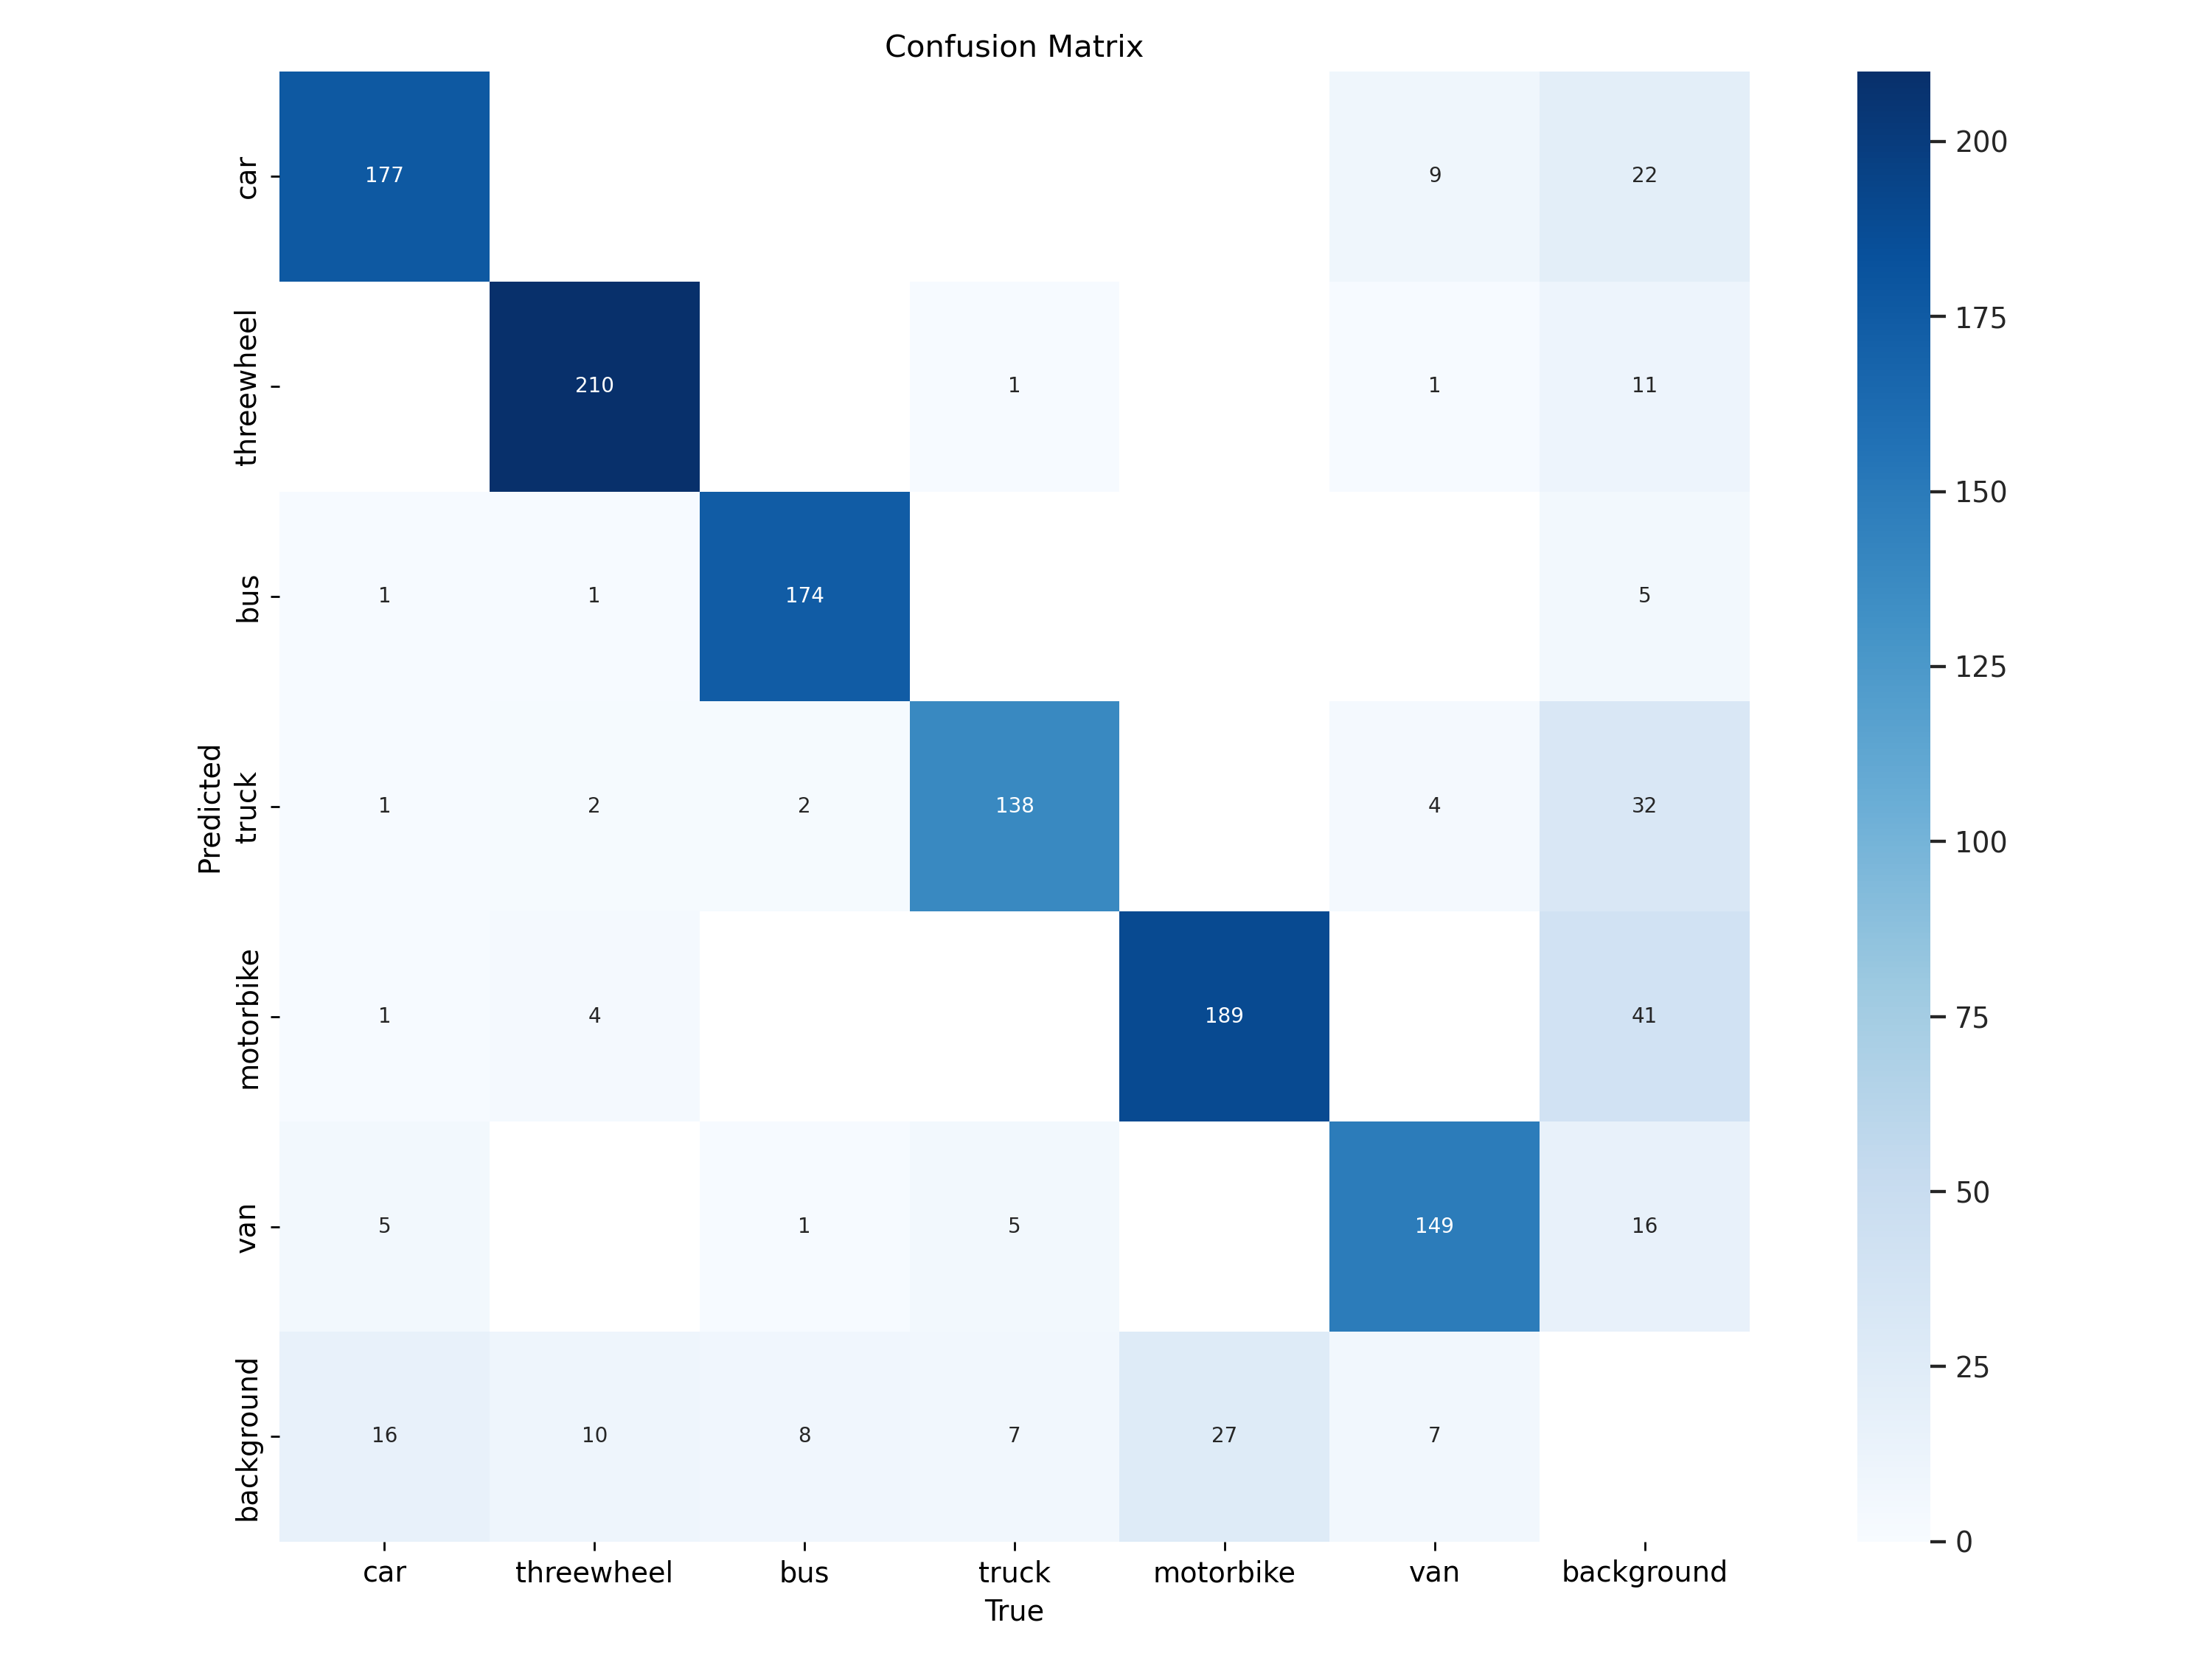 Confusion Matrix
car 177 9 22
threewheel 210 1 1 11
bus 1 1 174 5
truck 1 2 2 138 4 32
motorbike 1 4 189 41
van 5 1 5 149 16
background 16 10 8 7 27 7
Predicted
car threewheel bus truck motorbike van background
True
200
175
150
125
100
75
50
25
0